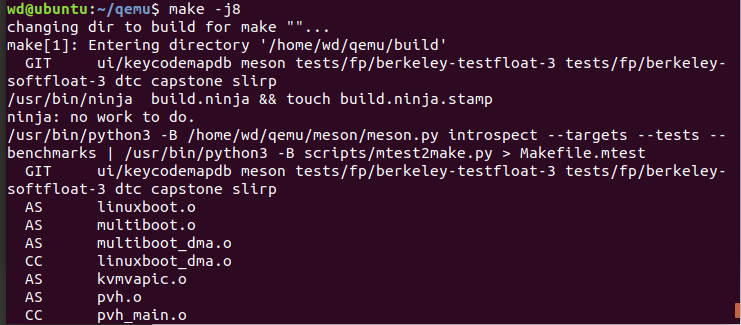 wd@ubuntu:~/qemu$ make -j8
changing dir to build for make ""...
make[1]: Entering directory '/home/wd/qemu/build'
  GIT     ui/keycodemapdb meson tests/fp/berkeley-testfloat-3 tests/fp/berkeley-
softfloat-3 dtc capstone slirp
/usr/bin/ninja  build.ninja && touch build.ninja.stamp
ninja: no work to do.
/usr/bin/python3 -B /home/wd/qemu/meson/meson.py introspect --targets --tests --
benchmarks | /usr/bin/python3 -B scripts/mtest2make.py > Makefile.mtest
  GIT     ui/keycodemapdb meson tests/fp/berkeley-testfloat-3 tests/fp/berkeley-
softfloat-3 dtc capstone slirp
  AS      linuxboot.o
  AS      multiboot.o
  AS      multiboot_dma.o
  CC      linuxboot_dma.o
  AS      kvmvapic.o
  AS      pvh.o
  CC      pvh_main.o